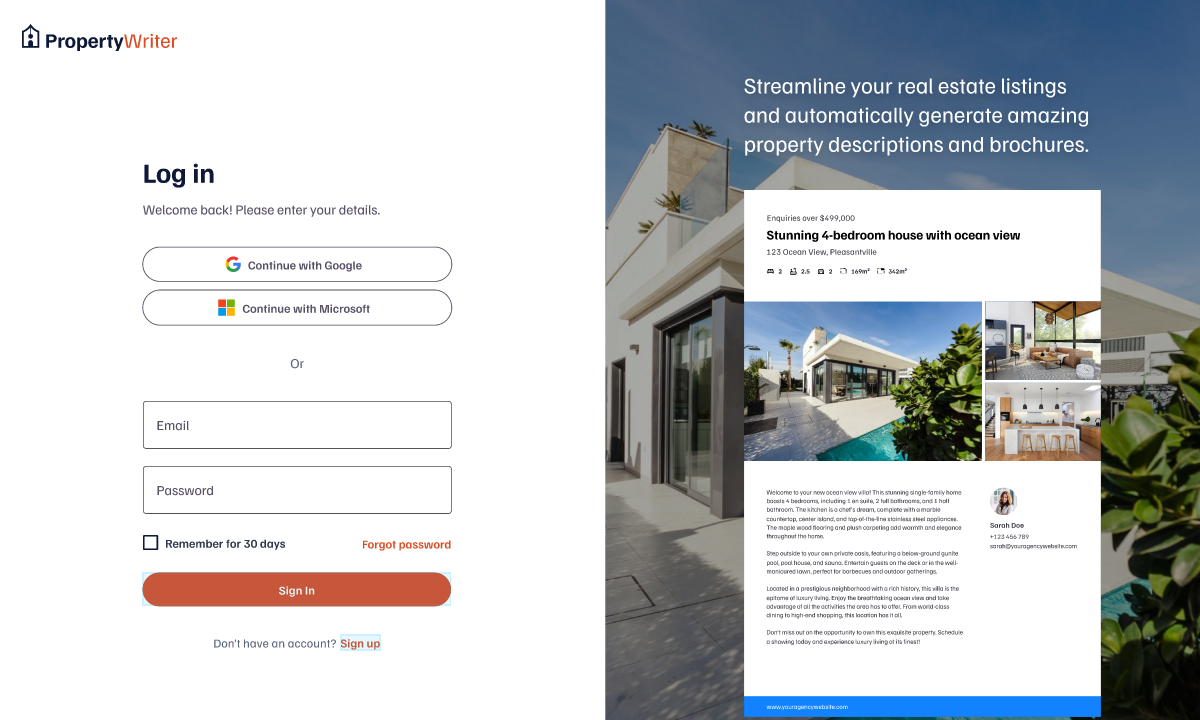 PropertyWriter
Log in
Welcome back! Please enter your details.
Continue with Google
Continue with Microsoft
Or
Email
Password
Remember for 30 days
Forgot password
Sign In
Don't have an account? Sign up
Streamline your real estate listings
and automatically generate amazing
property descriptions and brochures.
Enquiries over $499,000
Stunning 4-bedroom house with ocean view
123 Ocean View, Pleasantville
2 2.5 2 169m² 342m²
Welcome to your new ocean view villa! This stunning single-family home
boasts 4 bedrooms, including 1 en suite, 2 full bathrooms, and 1 half
bathroom. The kitchen is a chef's dream, complete with a marble
countertop, center island, and top-of-the-line stainless steel appliances.
The maple wood flooring and plush carpeting add warmth and elegance
throughout the home.
Step outside to your own private oasis, featuring a below-ground gunite
pool, pool house, and sauna. Entertain guests on the deck or in the well-
manicured lawn, perfect for barbecues and outdoor gatherings.
Located in a prestigious neighborhood with a rich history, this villa is the
epitome of luxury living. Enjoy the breathtaking ocean view and take
advantage of all the activities the area has to offer. From world-class
dining to high-end shopping, this location has it all.
Don't miss out on the opportunity to own this exquisite property. Schedule
a showing today and experience luxury living at its finest!
Sarah Doe
+123 456 789
sarah@youragencywebsite.com
www.youragencywebsite.com